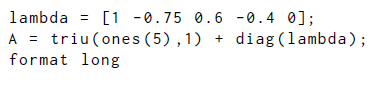 lambda = [1 -0.75 0.6 -0.4 0];
A = triu(ones(5),1) + diag(lambda);
format long